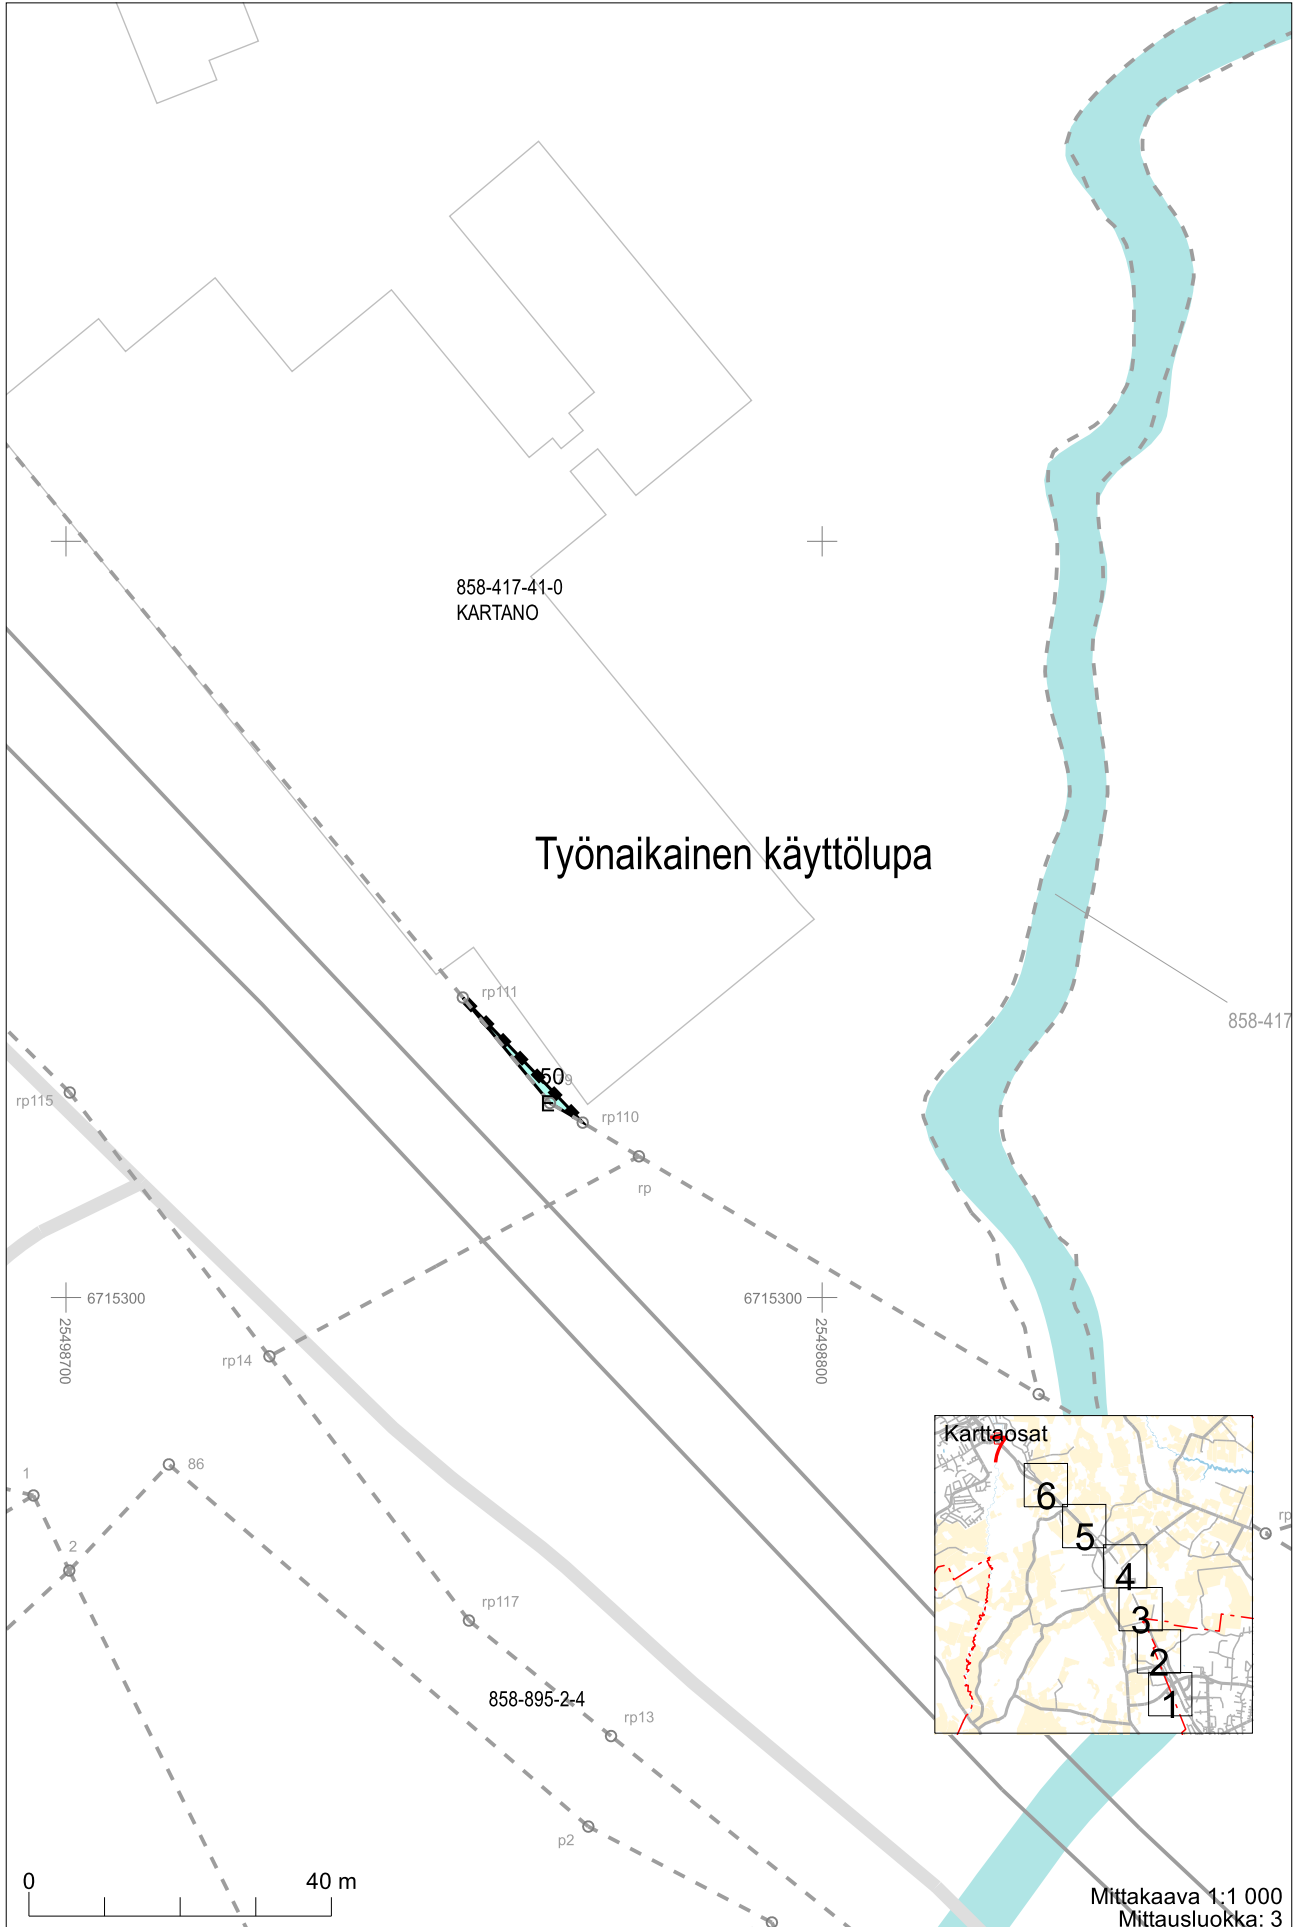 858-417-41-0
KARTANO
Työnaikainen käyttölupa
rp111
858-417
50
E
rp115
rp110
rp
6715300
6715300
25498700
25498800
rp14
Karttaosat
7
6
5
4
3
2
1
1
86
2
rp
rp117
858-895-2-4
rp13
p2
0
40 m
Mittakaava 1:1 000
Mittausluokka: 3